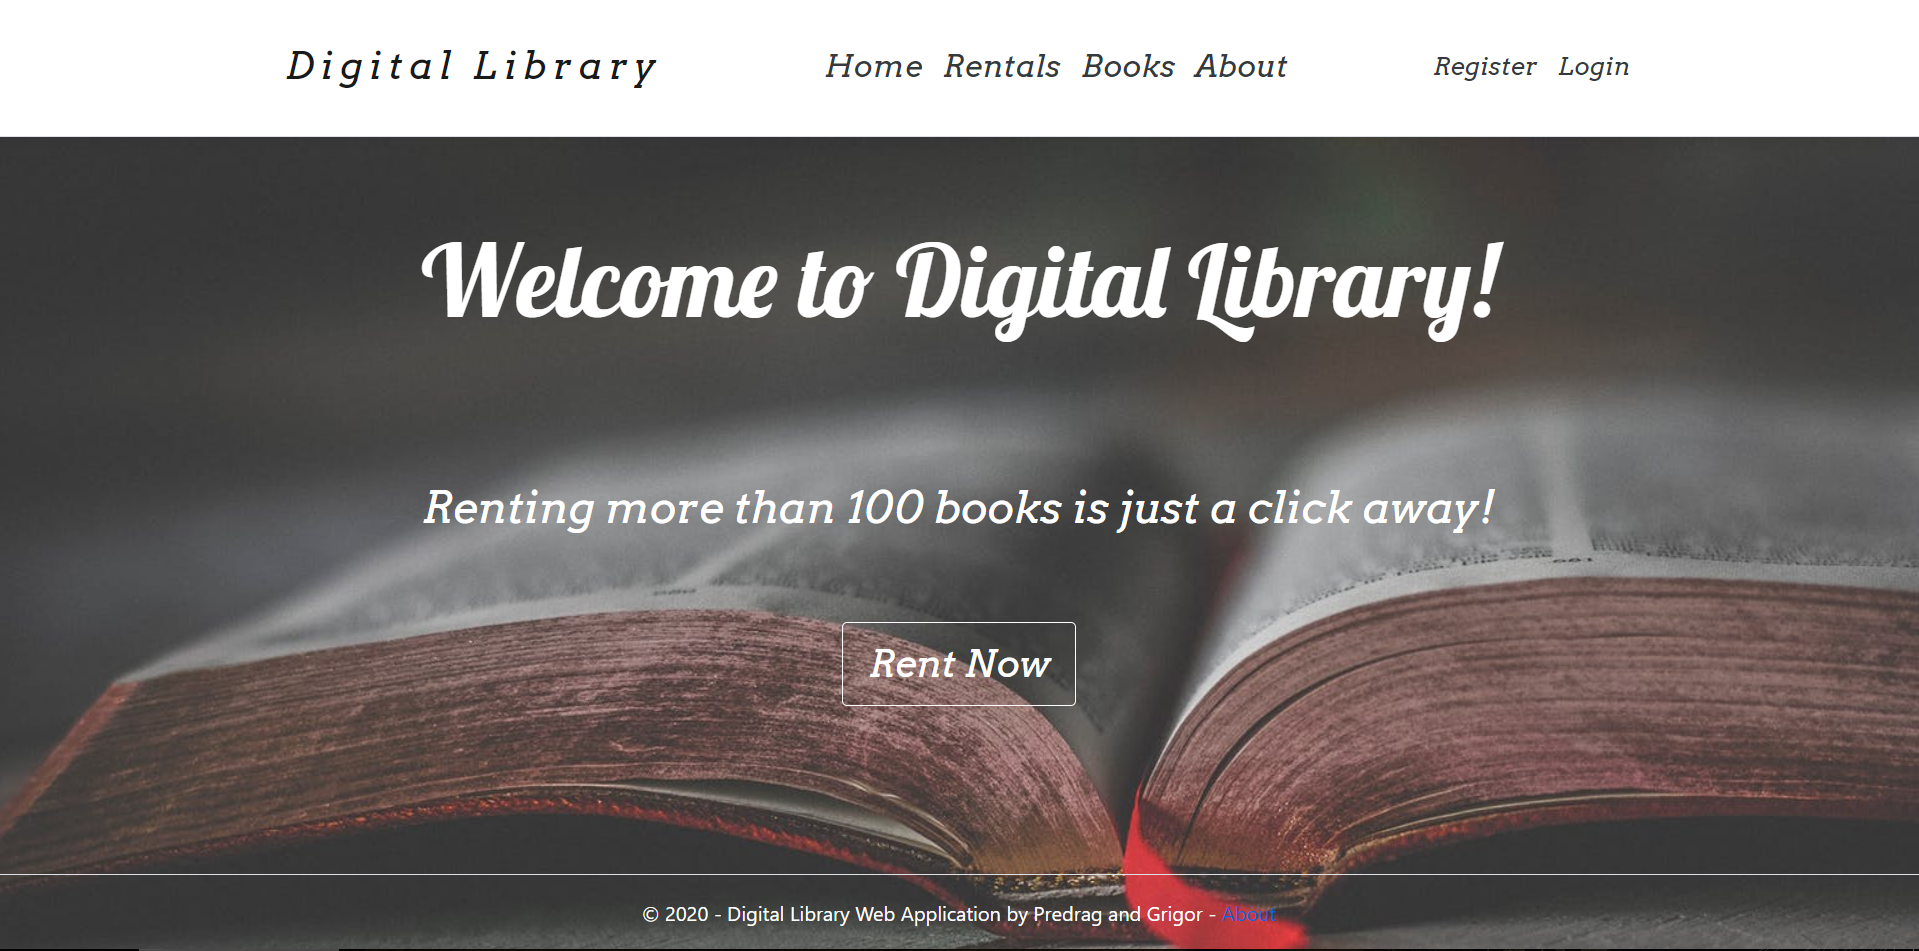 Digital Library Home Rentals Books About Register Login
Welcome to Digital Library!
Renting more than 100 books is just a click away!
Rent Now
© 2020 - Digital Library Web Application by Predrag and Grigor - About